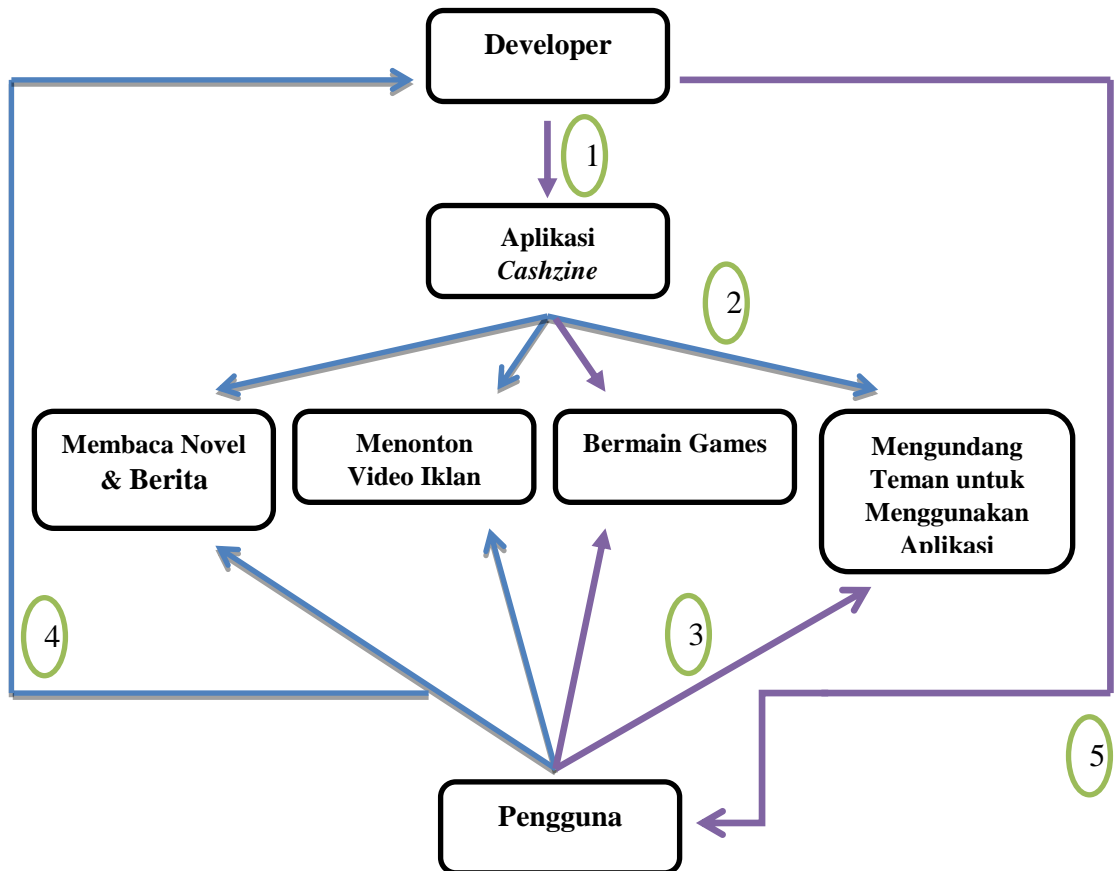 Developer
1
Aplikasi
Cashzine
2
Membaca Novel
& Berita
Menonton
Video Iklan
Bermain Games
Mengundang
Teman untuk
Menggunakan
Aplikasi
4
3
5
Pengguna